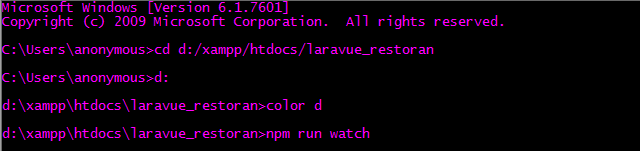 Microsoft Windows [Version 6.1.7601]
Copyright (c) 2009 Microsoft Corporation.  All rights reserved.
C:\Users\anonymous>cd d:/xampp/htdocs/laravue_restoran
C:\Users\anonymous>d:
d:\xampp\htdocs\laravue_restoran>color d
d:\xampp\htdocs\laravue_restoran>npm run watch